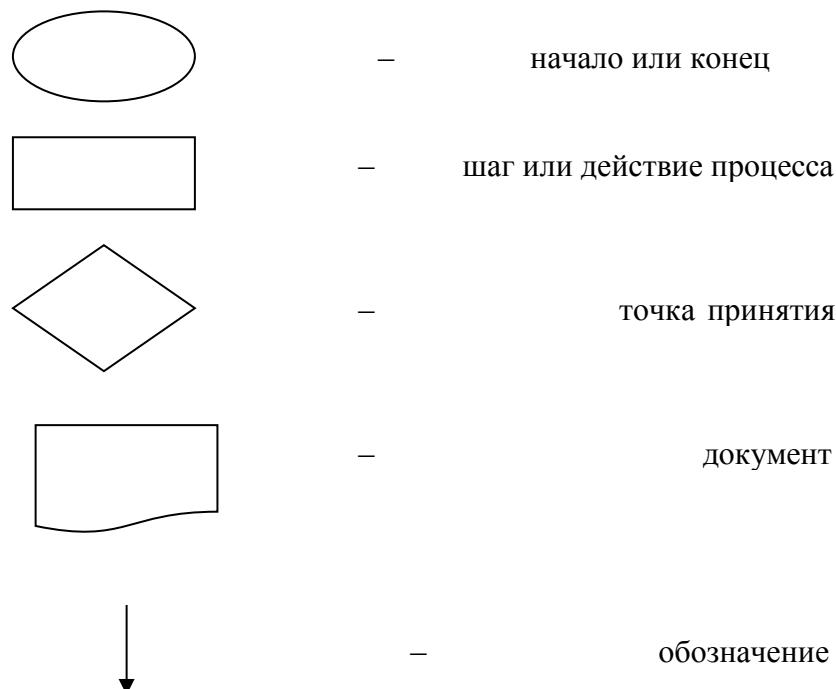 – начало или конец
– шаг или действие процесса
– точка принятия
– документ
– обозначение